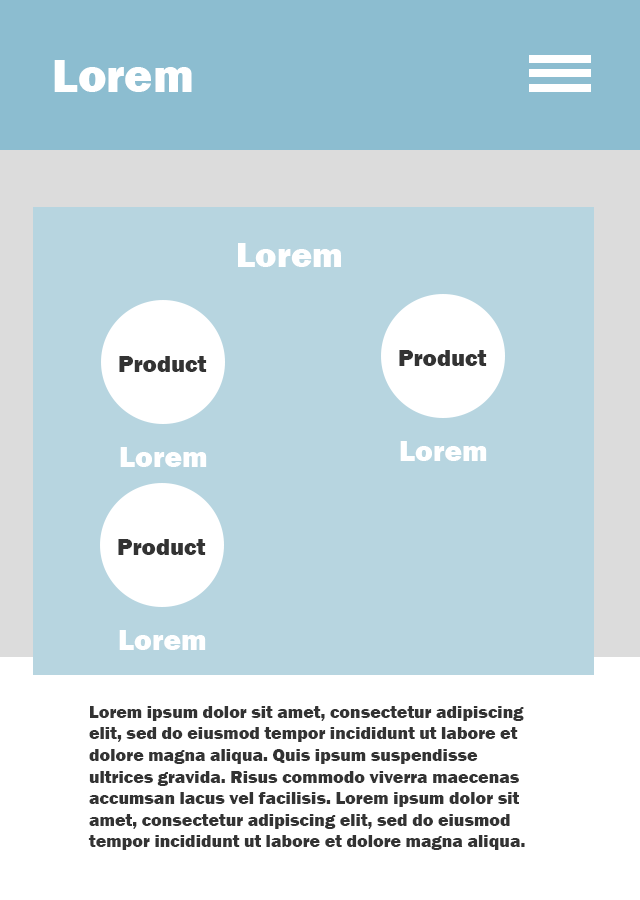 Lorem
Lorem
Product
Product
Lorem
Lorem
Product
Lorem
Lorem ipsum dolor sit amet, consectetur adipiscing
elit, sed do eiusmod tempor incididunt ut labore et
dolore magna aliqua. Quis ipsum suspendisse
ultrices gravida. Risus commodo viverra maecenas
accumsan lacus vel facilisis. Lorem ipsum dolor sit
amet, consectetur adipiscing elit, sed do eiusmod
tempor incididunt ut labore et dolore magna aliqua.